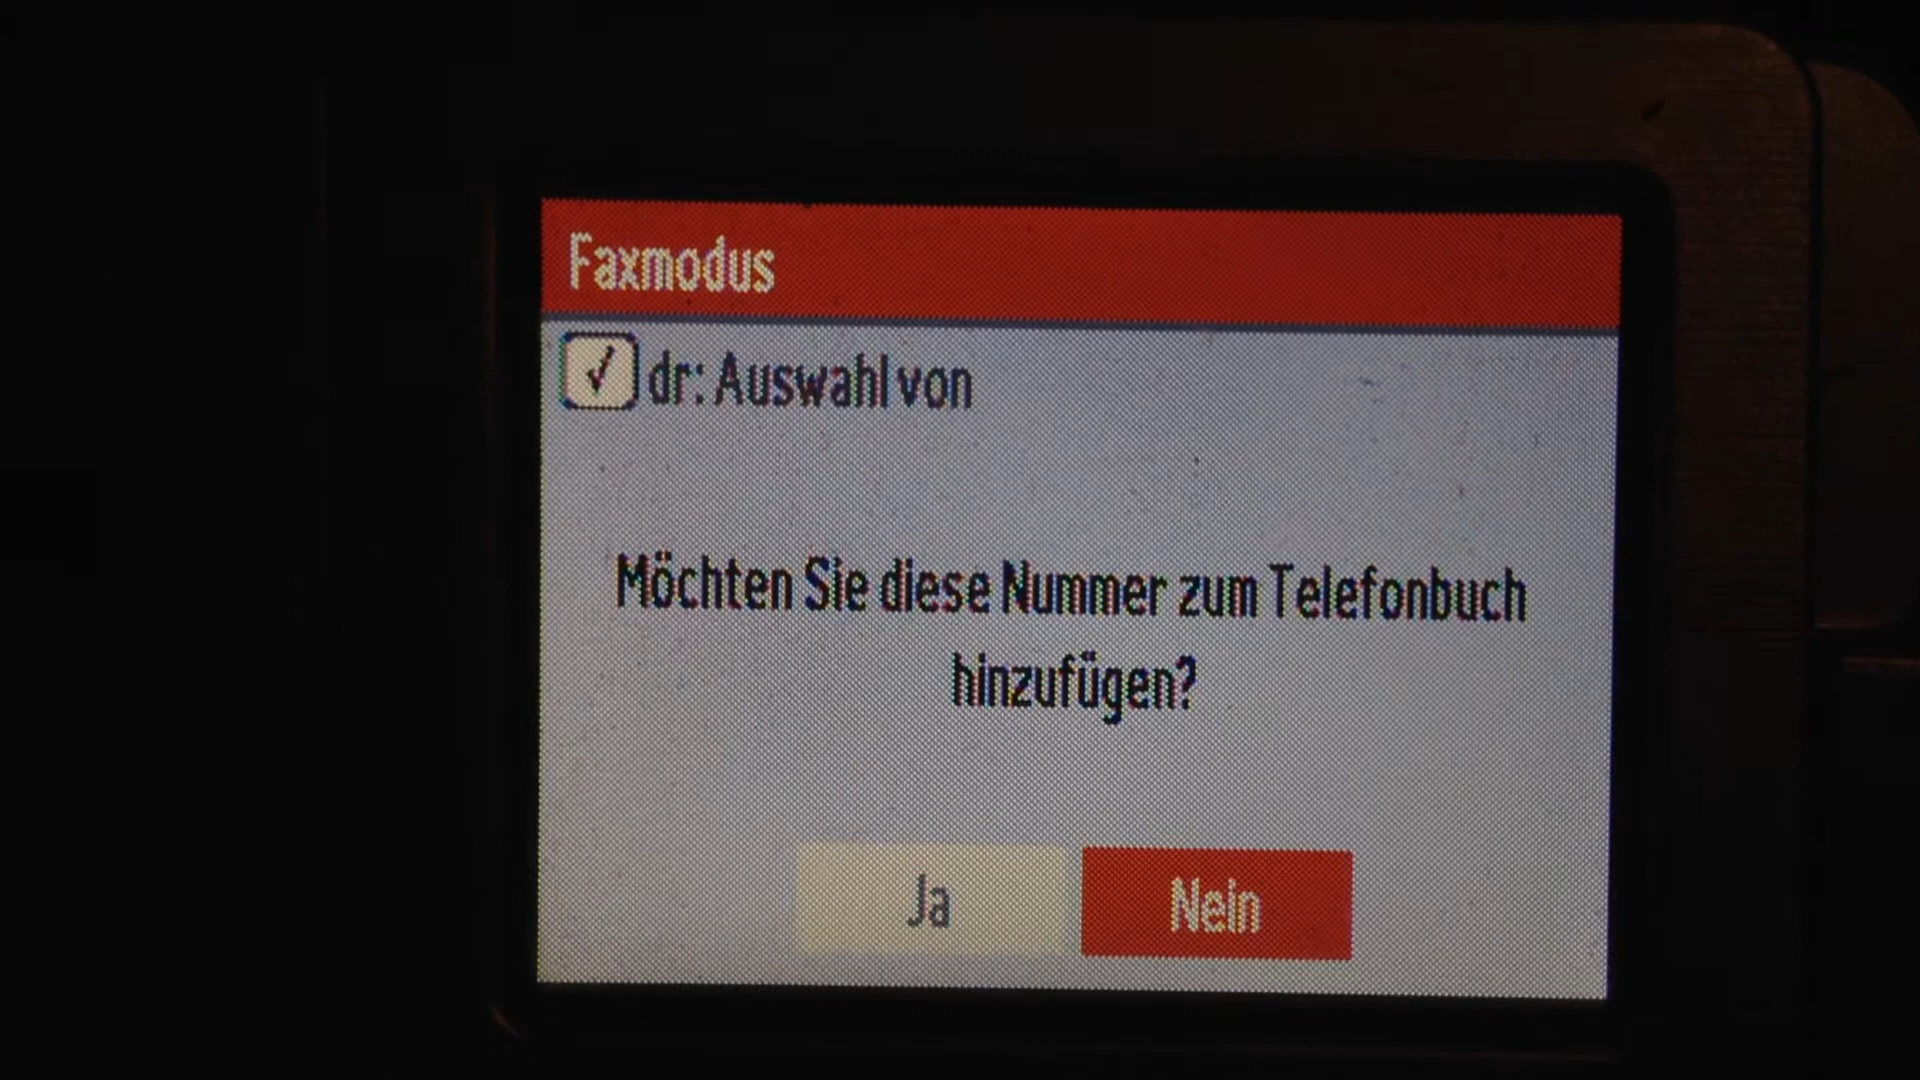 Faxmodus
✓ dr: Auswahl von
Möchten Sie diese Nummer zum Telefonbuch
hinzufügen?
Ja Nein